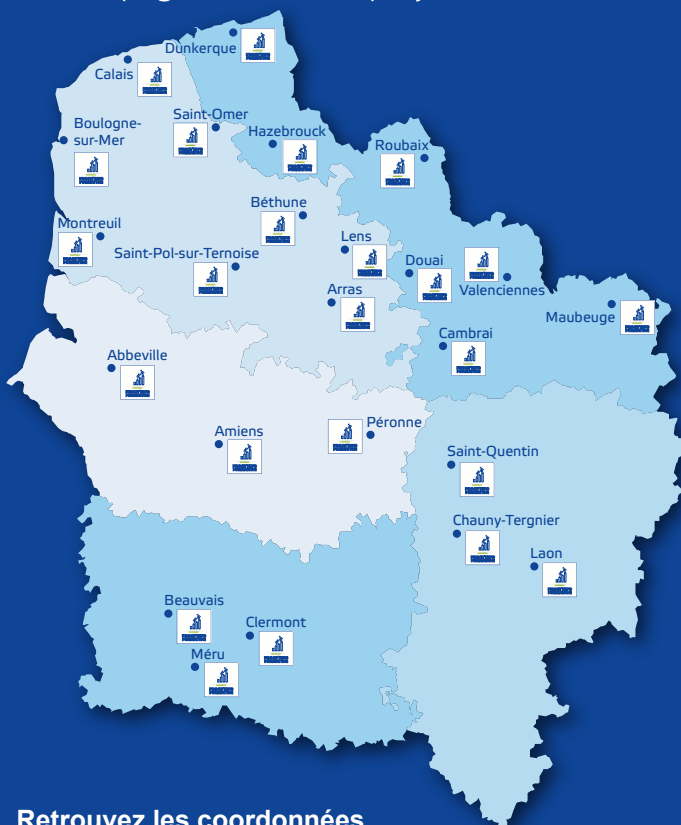 Dunkerque
Calais
Saint-Omer
Boulogne-
sur-Mer
Hazebrouck
Roubaix
Béthune
Montreuil
Lens
Saint-Pol-sur-Ternoise
Douai
Valenciennes
Arras
Maubeuge
Cambrai
Abbeville
Amiens
Péronne
Saint-Quentin
Chauny-Tergnier
Laon
Beauvais
Clermont
Méru
Retrouvez les coordonnées